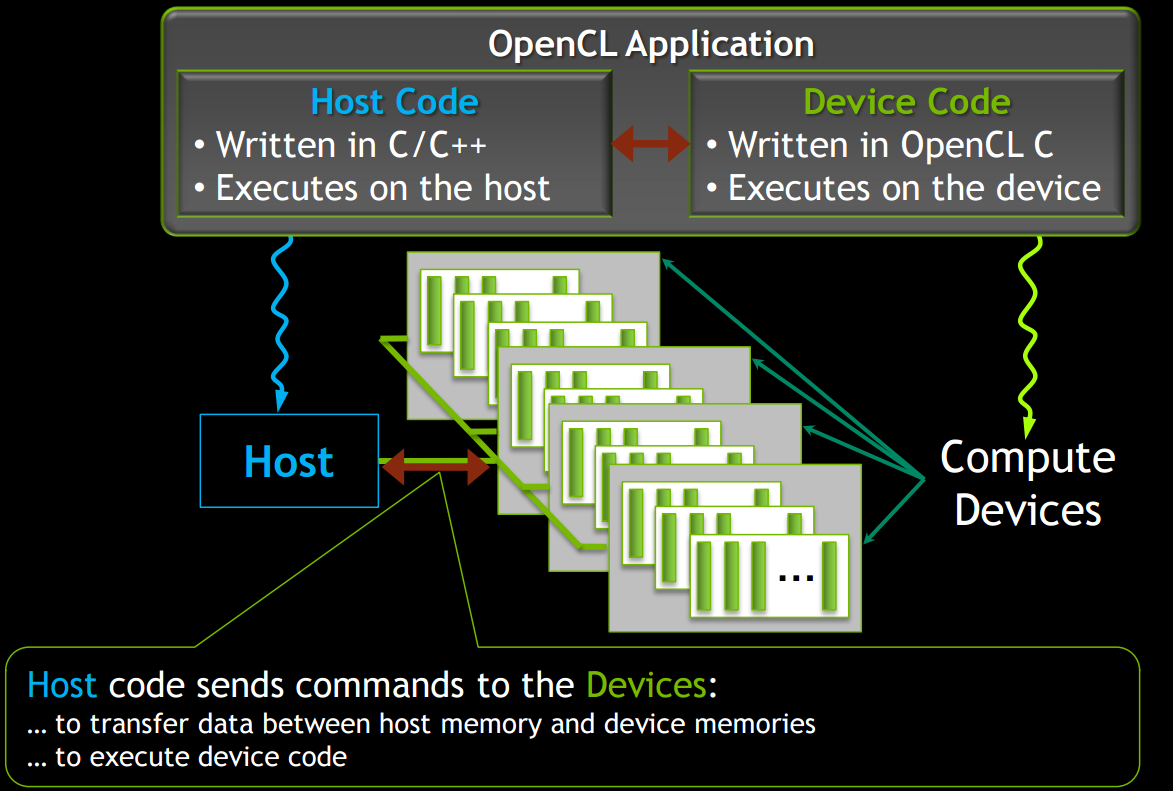 OpenCL Application
Host Code
• Written in C/C++
• Executes on the host
Device Code
• Written in OpenCL C
• Executes on the device
Host
...
Compute
Devices
Host code sends commands to the Devices:
… to transfer data between host memory and device memories
… to execute device code